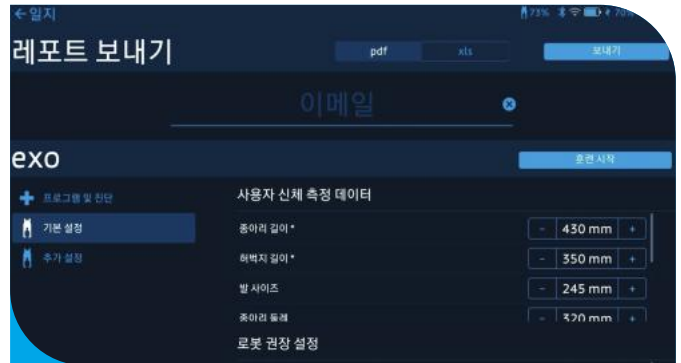 ←일지
73% 70%
레포트 보내기
pdf xls 보내기
이메일
exo 훈련 시작
프로그램 및 진단 사용자 신체 측정 데이터
기본 설정 종아리 길이 * - 430 mm +
추가 설정 허벅지 길이 * - 350 mm +
발 사이즈 - 245 mm +
종아리 둘레 - 320 mm +
로봇 권장 설정